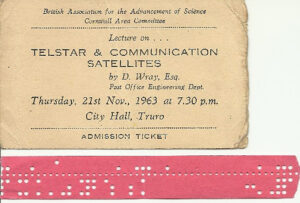 British Association for the Advancement of Science
Cornwall Area Committee
Lecture on . . .
TELSTAR & COMMUNICATION
SATELLITES
by D. Wray, Esq.
Post Office Engineering Dept.
Thursday, 21st Nov., 1963 at 7.30 p.m.
City Hall, Truro
ADMISSION TICKET